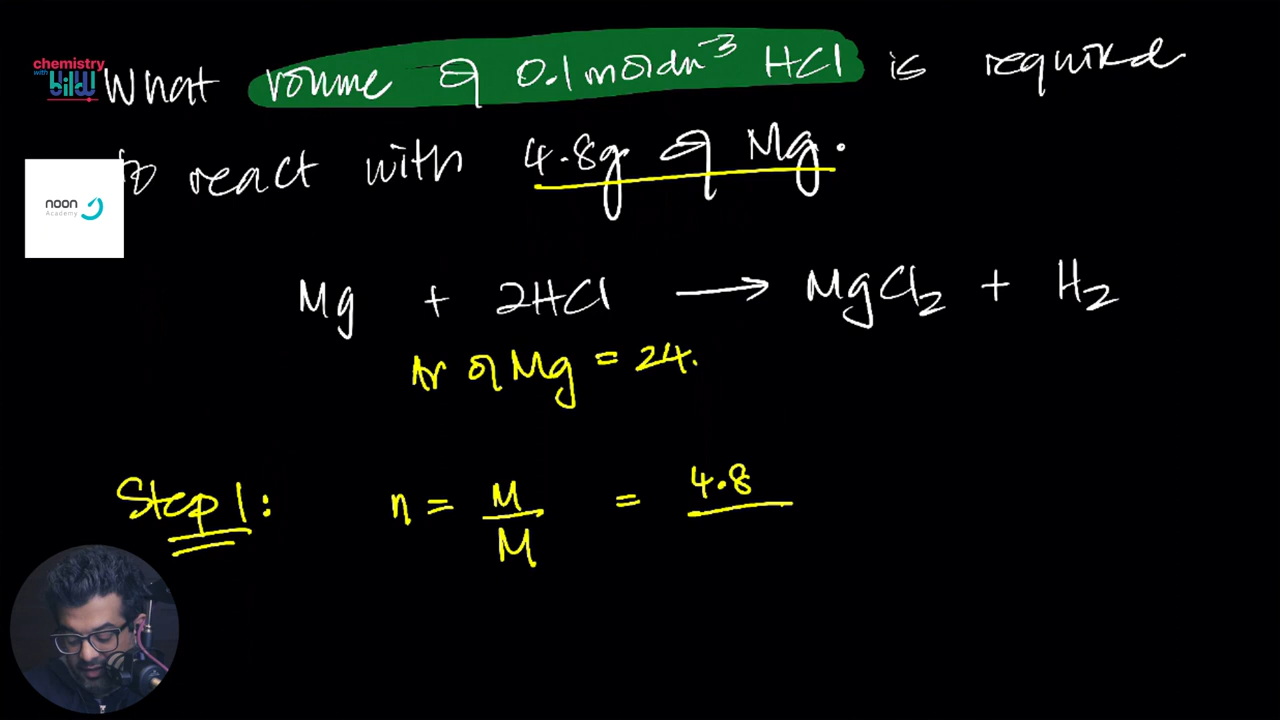 chemistry
with
bildu
What volume of 0.1 moldm⁻³ HCl is required
to react with 4.8g of Mg.
noon
Academy
Mg + 2HCl → MgCl₂ + H₂
Ar of Mg = 24.
Step 1: n = M/M = 4.8